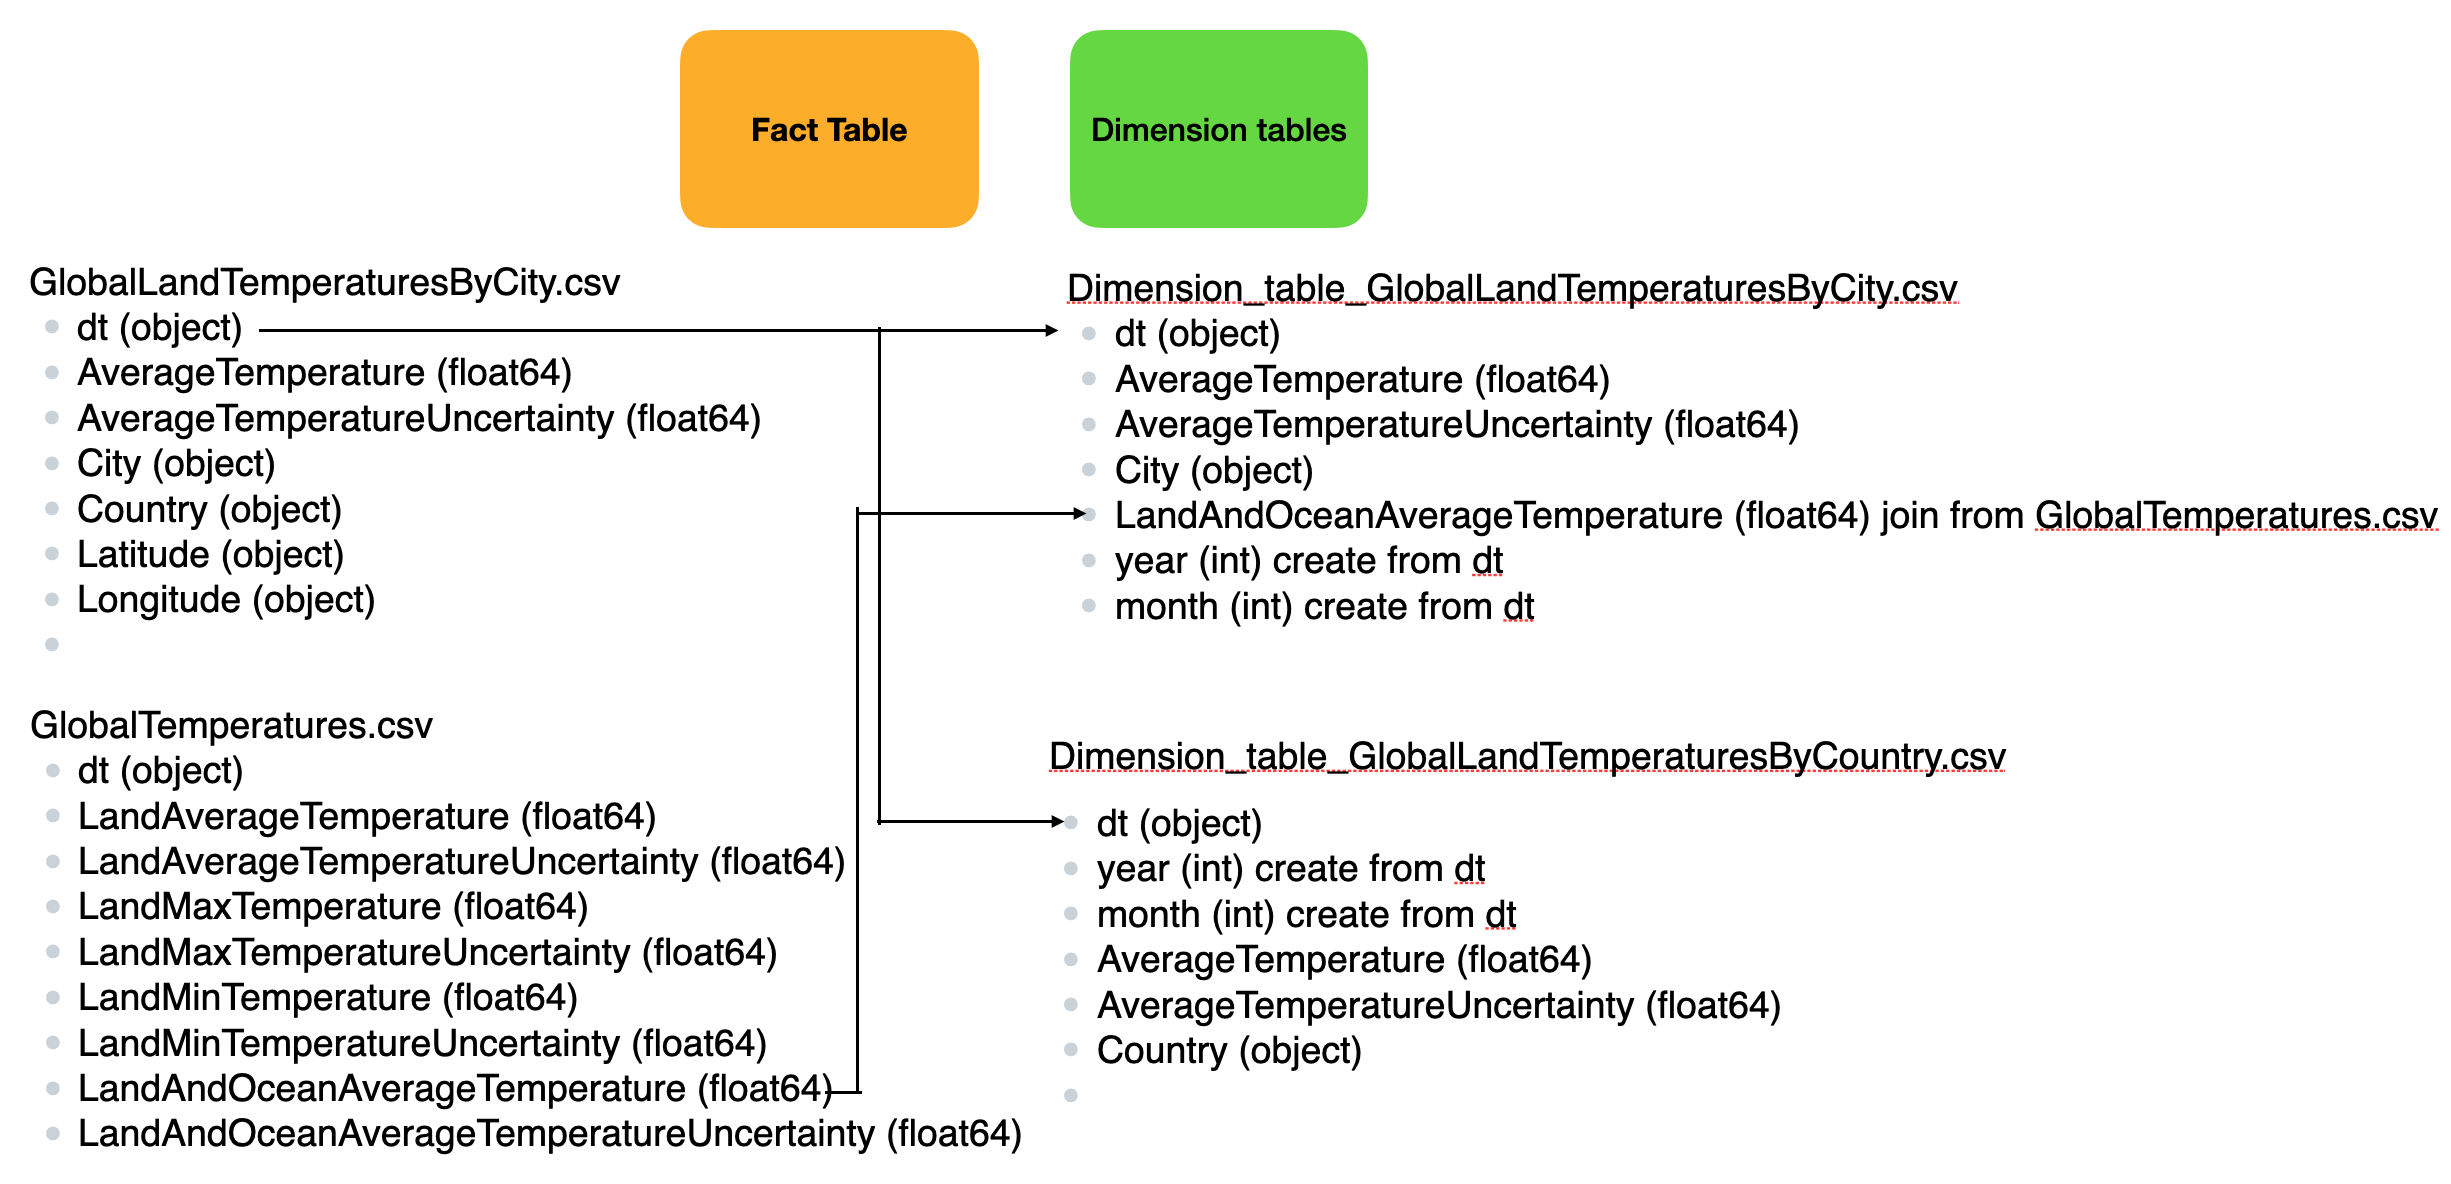 Fact Table
Dimension tables
GlobalLandTemperaturesByCity.csv
dt (object)
AverageTemperature (float64)
AverageTemperatureUncertainty (float64)
City (object)
Country (object)
Latitude (object)
Longitude (object)
GlobalTemperatures.csv
dt (object)
LandAverageTemperature (float64)
LandAverageTemperatureUncertainty (float64)
LandMaxTemperature (float64)
LandMaxTemperatureUncertainty (float64)
LandMinTemperature (float64)
LandMinTemperatureUncertainty (float64)
LandAndOceanAverageTemperature (float64)
LandAndOceanAverageTemperatureUncertainty (float64)
Dimension_table_GlobalLandTemperaturesByCity.csv
dt (object)
AverageTemperature (float64)
AverageTemperatureUncertainty (float64)
City (object)
LandAndOceanAverageTemperature (float64) join from GlobalTemperatures.csv
year (int) create from dt
month (int) create from dt
Dimension_table_GlobalLandTemperaturesByCountry.csv
dt (object)
year (int) create from dt
month (int) create from dt
AverageTemperature (float64)
AverageTemperatureUncertainty (float64)
Country (object)